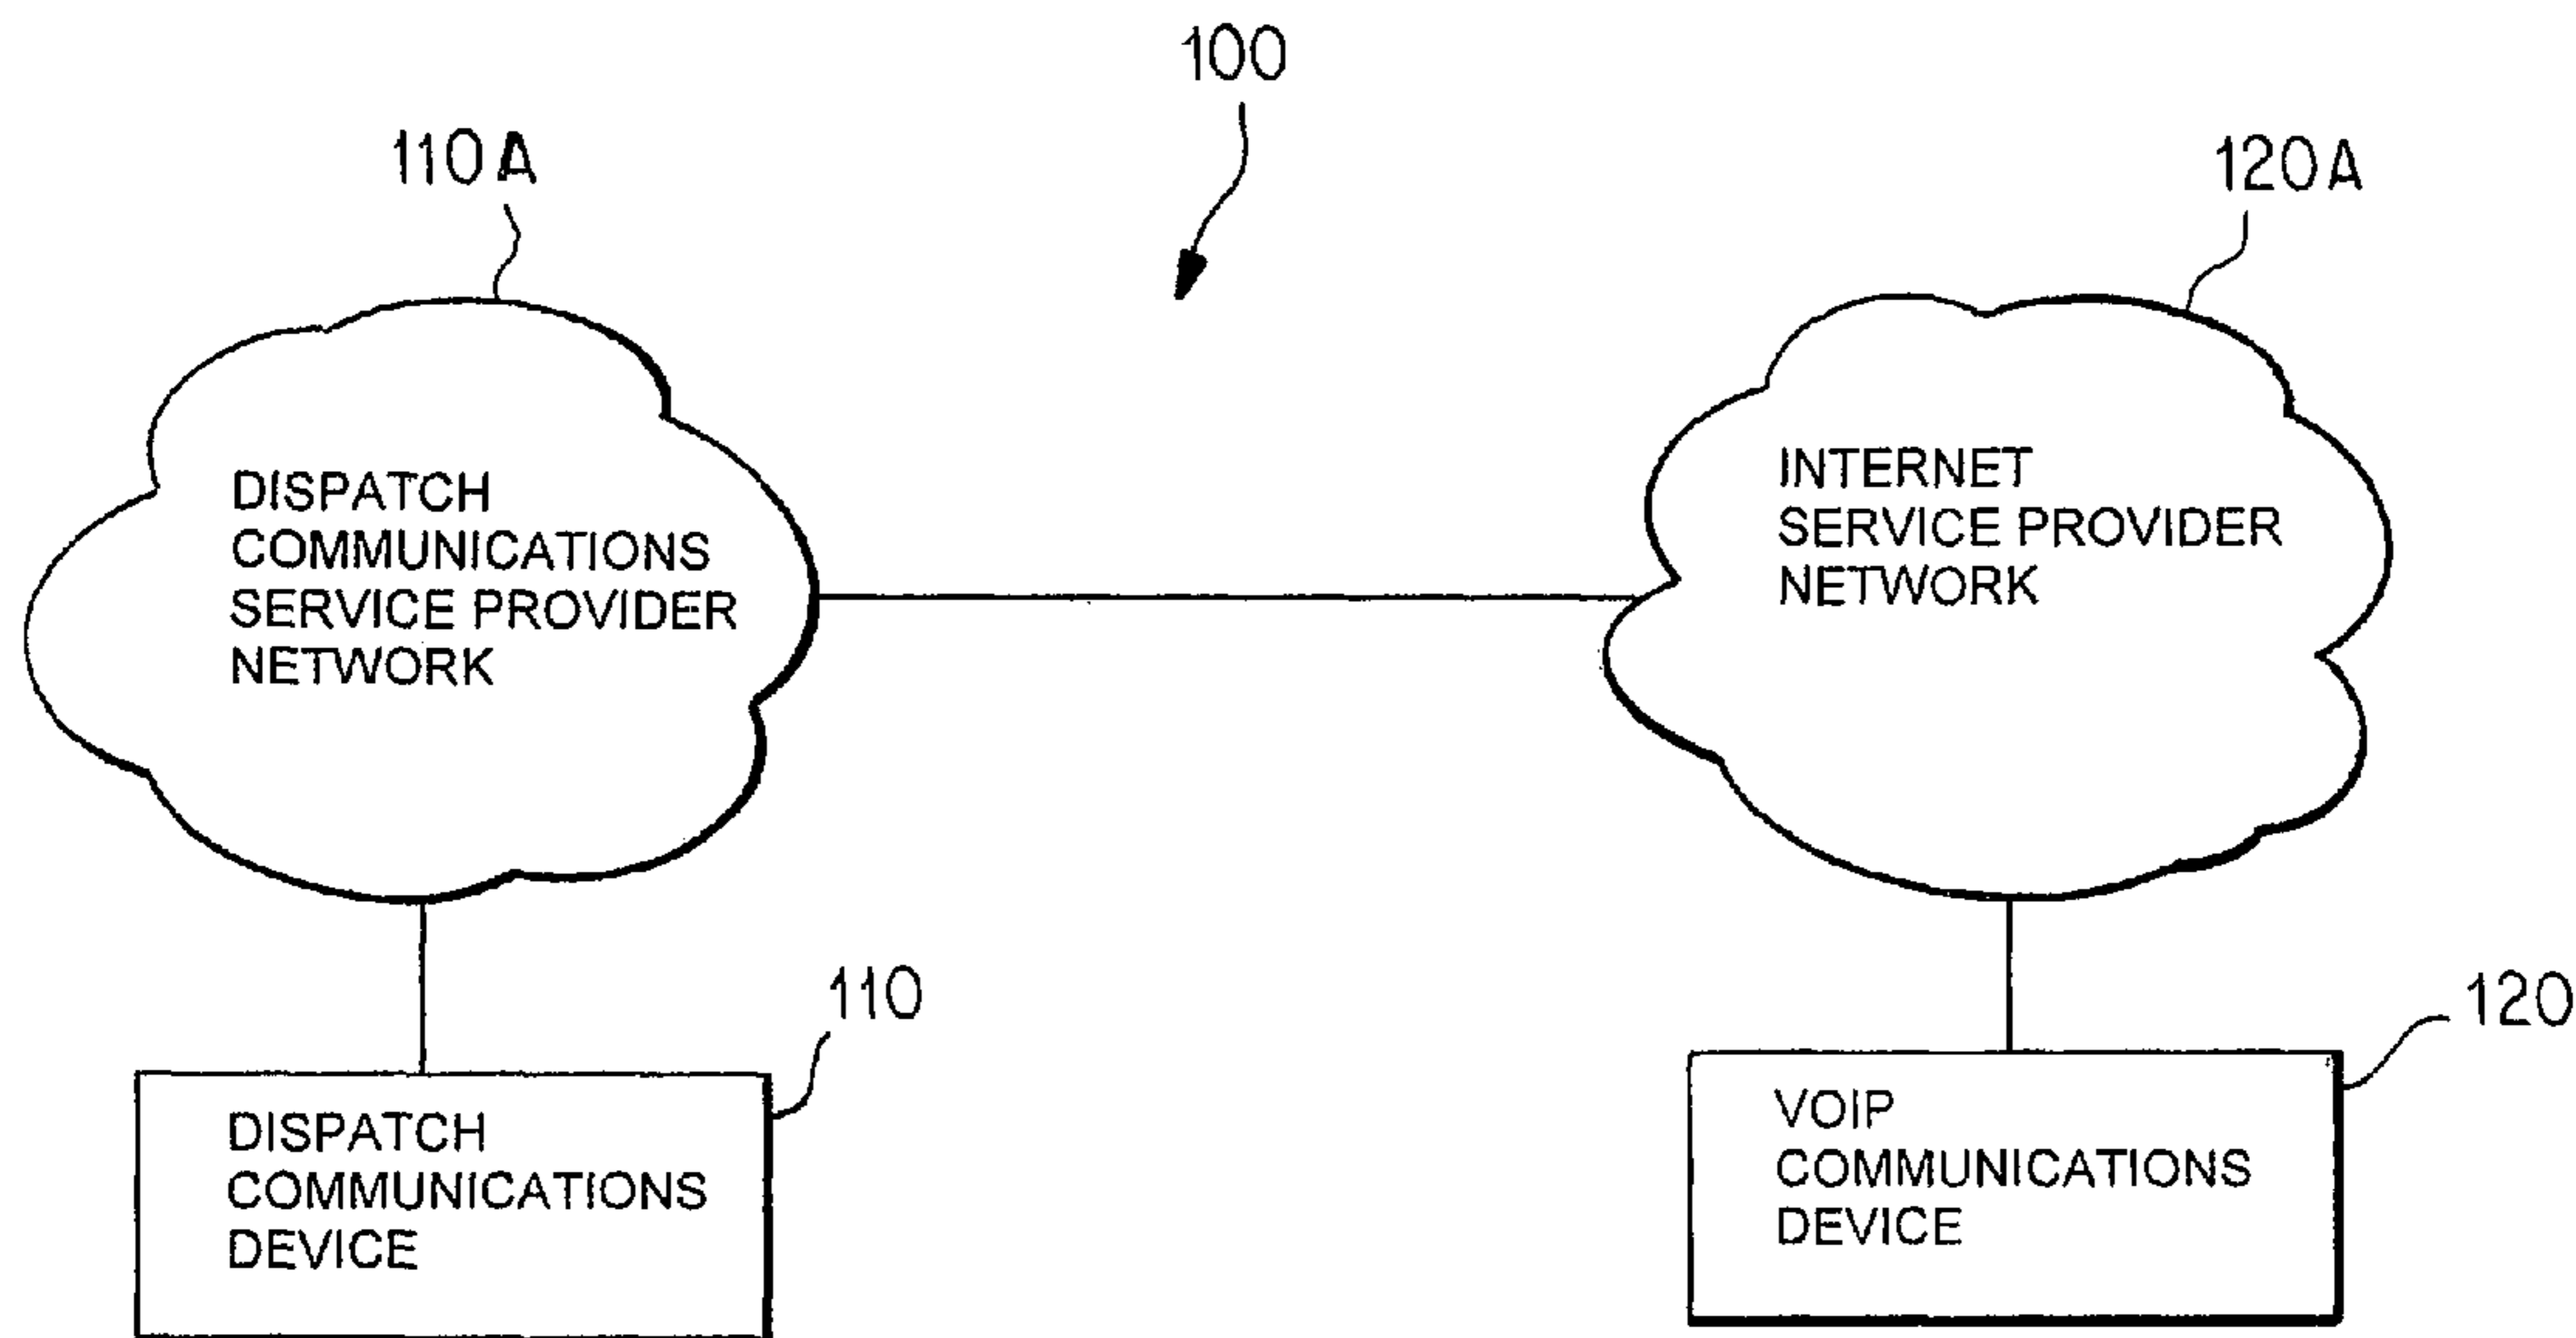 100
110A
120A
DISPATCH
COMMUNICATIONS
SERVICE PROVIDER
NETWORK
INTERNET
SERVICE PROVIDER
NETWORK
110
120
DISPATCH
COMMUNICATIONS
DEVICE
VOIP
COMMUNICATIONS
DEVICE